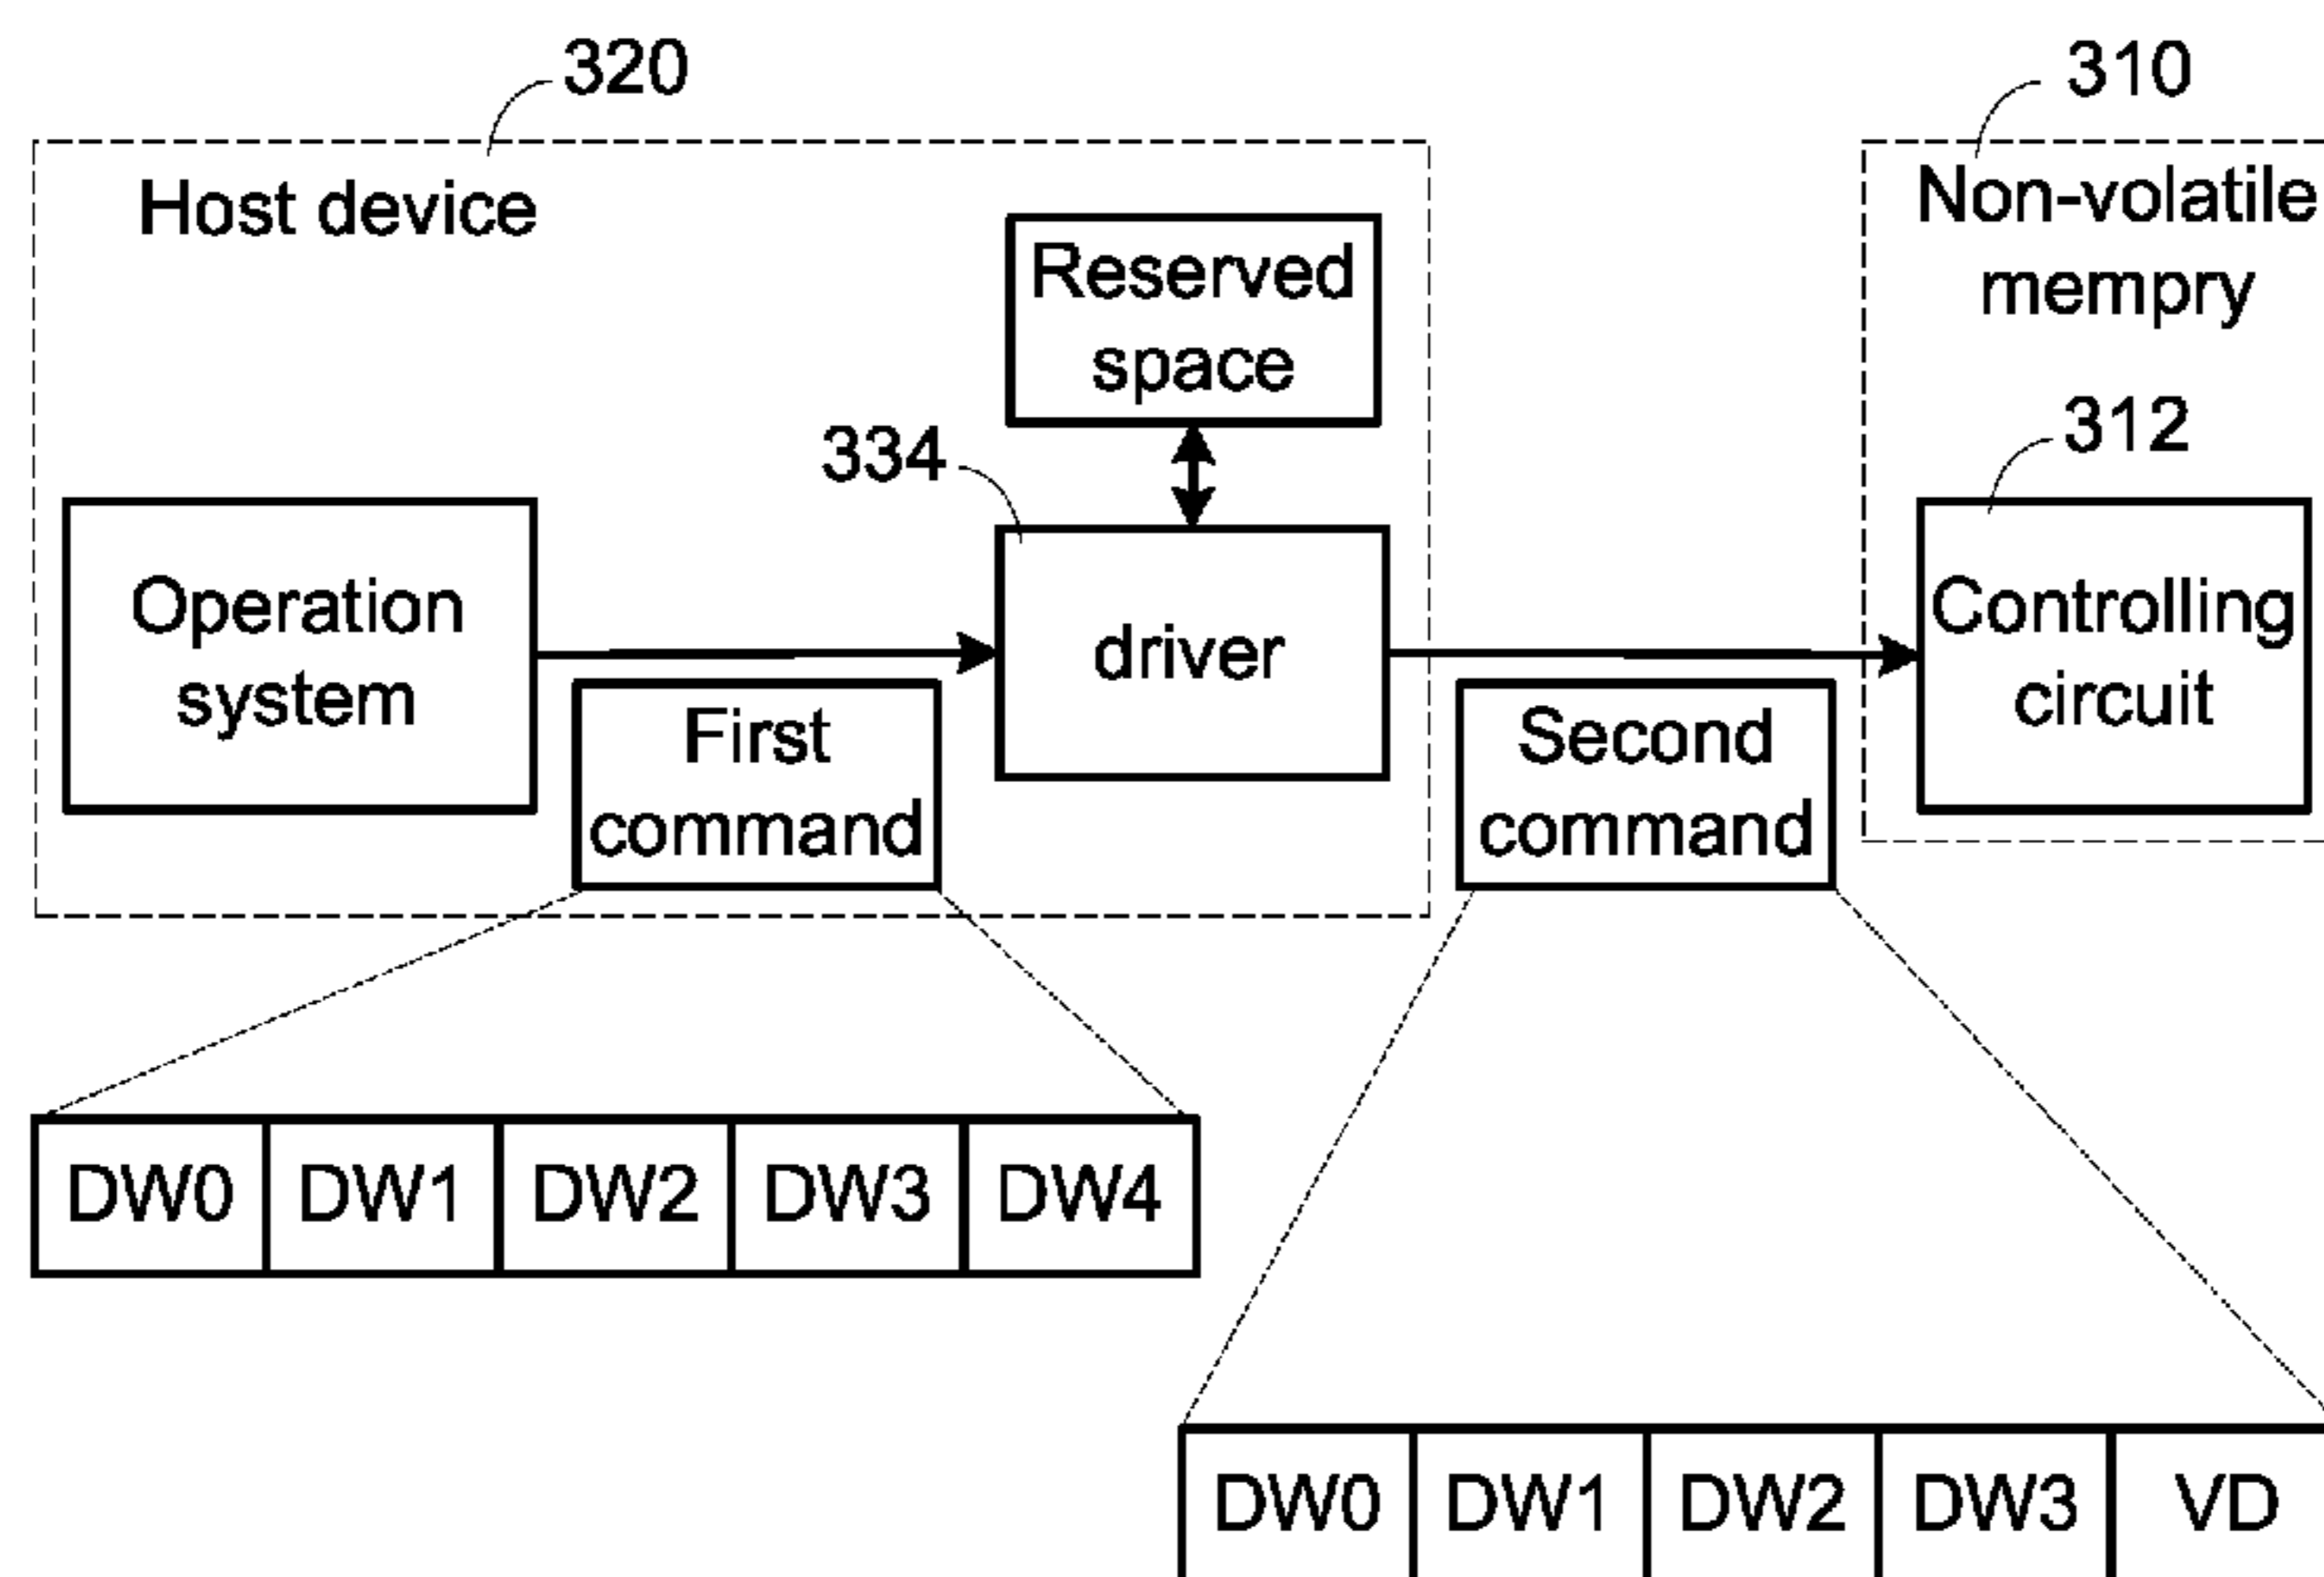 320
310
Host device
Non-volatile
mempry
Reserved
space
334
312
Operation
system
driver
Controlling
circuit
First
command
Second
command
DW0 DW1 DW2 DW3 DW4
DW0 DW1 DW2 DW3 VD